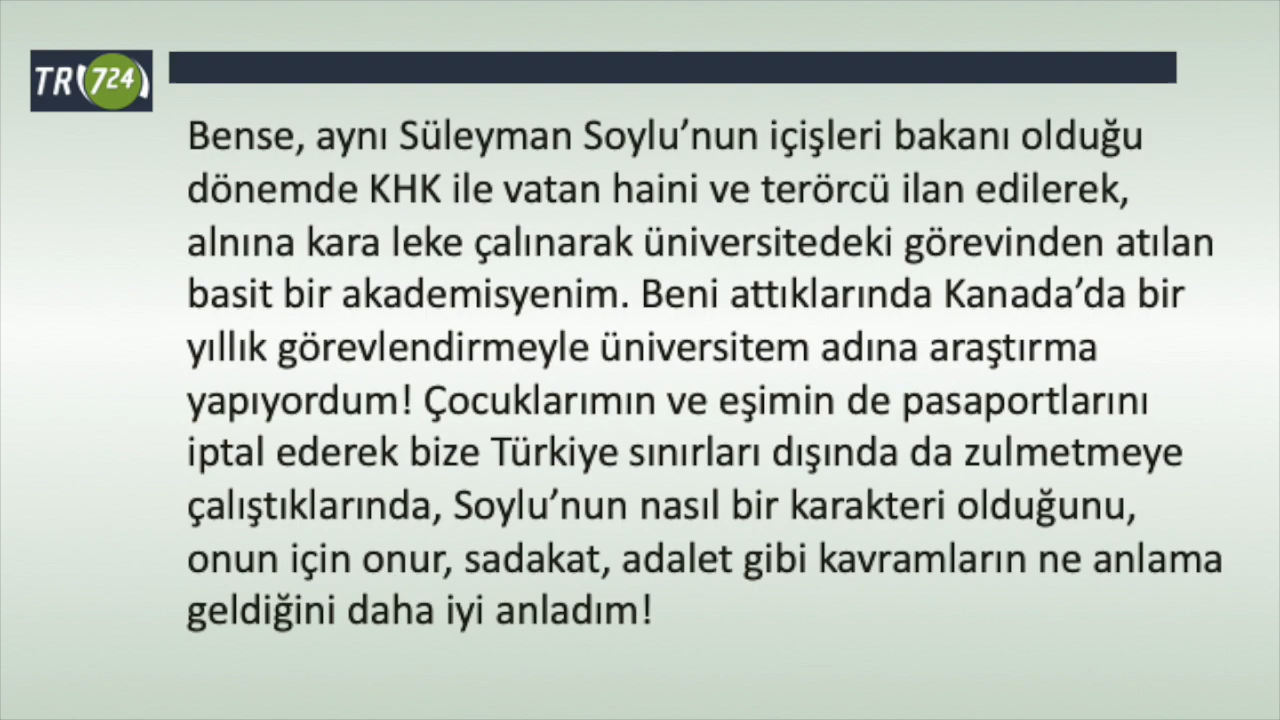 TR724
Bense, aynı Süleyman Soylu’nun içişleri bakanı olduğu
dönemde KHK ile vatan haini ve terörcü ilan edilerek,
alnına kara leke çalınarak üniversitedeki görevinden atılan
basit bir akademisyenim. Beni attıklarında Kanada’da bir
yıllık görevlendirmeyle üniversitem adına araştırma
yapıyordum! Çocuklarımın ve eşimin de pasaportlarını
iptal ederek bize Türkiye sınırları dışında da zulmetmeye
çalıştıklarında, Soylu’nun nasıl bir karakteri olduğunu,
onun için onur, sadakat, adalet gibi kavramların ne anlama
geldiğini daha iyi anladım!